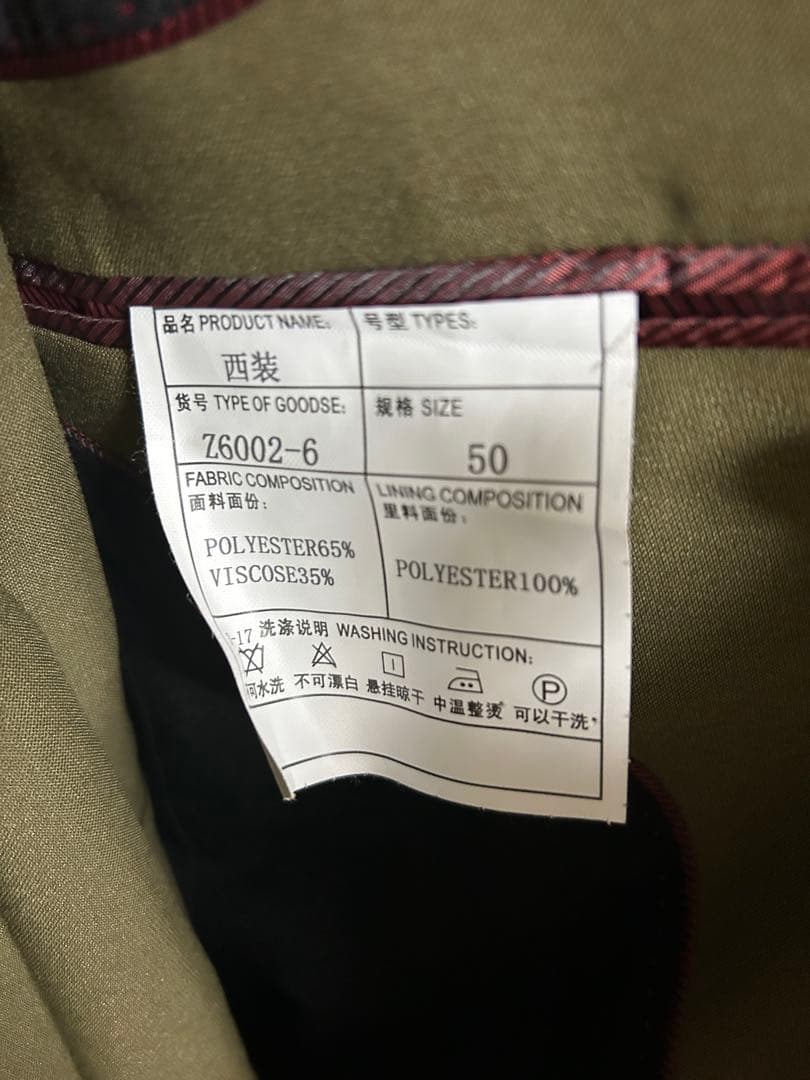 品名 PRODUCT NAME:
西装
号型 TYPES:
货号 TYPE OF GOODSE:
Z6002-6
规格 SIZE
50
FABRIC COMPOSITION
面料面份:
POLYESTER65%
VISCOSE35%
LINING COMPOSITION
里料面份:
POLYESTER100%
-17 洗涤说明 WASHING INSTRUCTION:
P
水洗 不可漂白 悬挂晾干 中温整烫 可以干洗